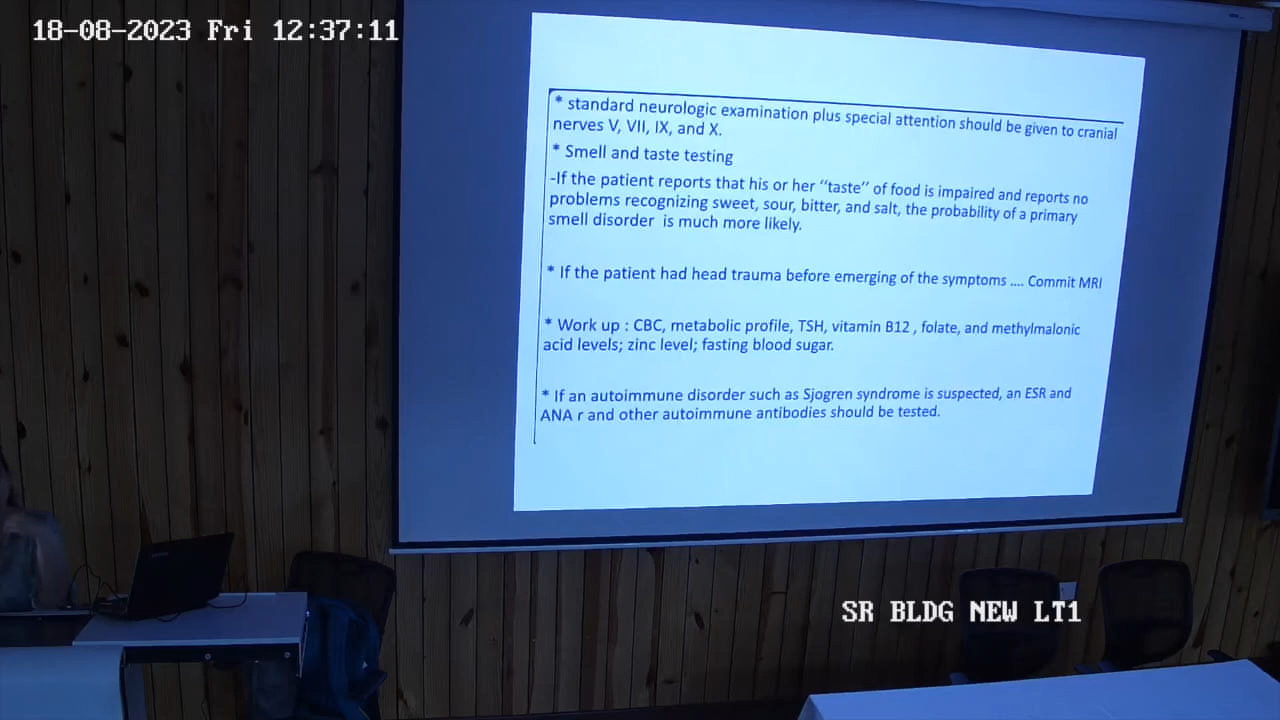 18-08-2023 Fri 12:37:11
* standard neurologic examination plus special attention should be given to cranial
nerves V, VII, IX, and X.
* Smell and taste testing
-If the patient reports that his or her “taste” of food is impaired and reports no
problems recognizing sweet, sour, bitter, and salt, the probability of a primary
smell disorder is much more likely.
* If the patient had head trauma before emerging of the symptoms .... Commit MRI
* Work up : CBC, metabolic profile, TSH, vitamin B12 , folate, and methylmalonic
acid levels; zinc level; fasting blood sugar.
* If an autoimmune disorder such as Sjogren syndrome is suspected, an ESR and
ANA r and other autoimmune antibodies should be tested.
SR BLDG NEW LT1